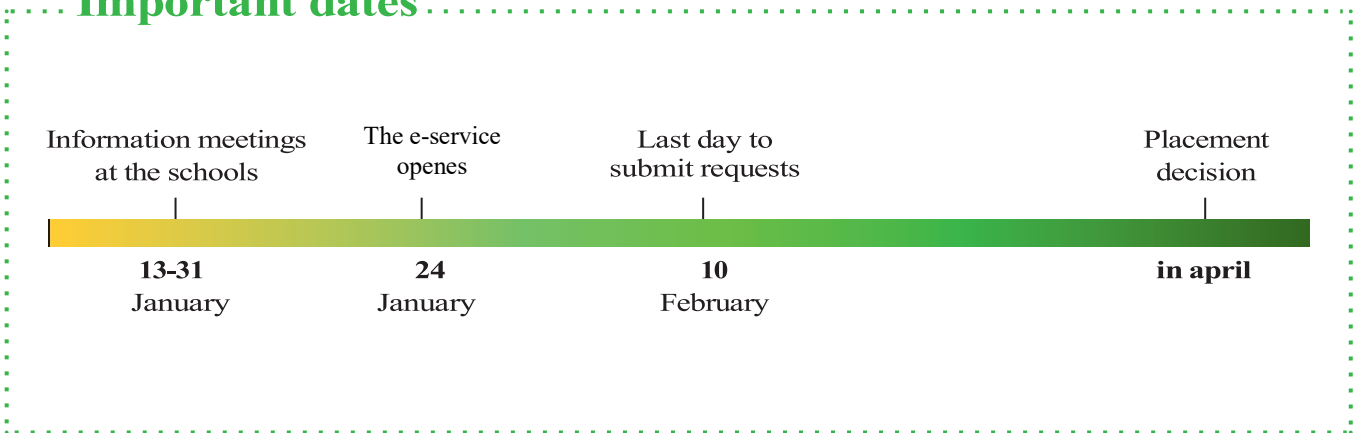 Important dates
Information meetings
at the schools
The e-service
openes
Last day to
submit requests
Placement
decision
13-31
January
24
January
10
February
in april